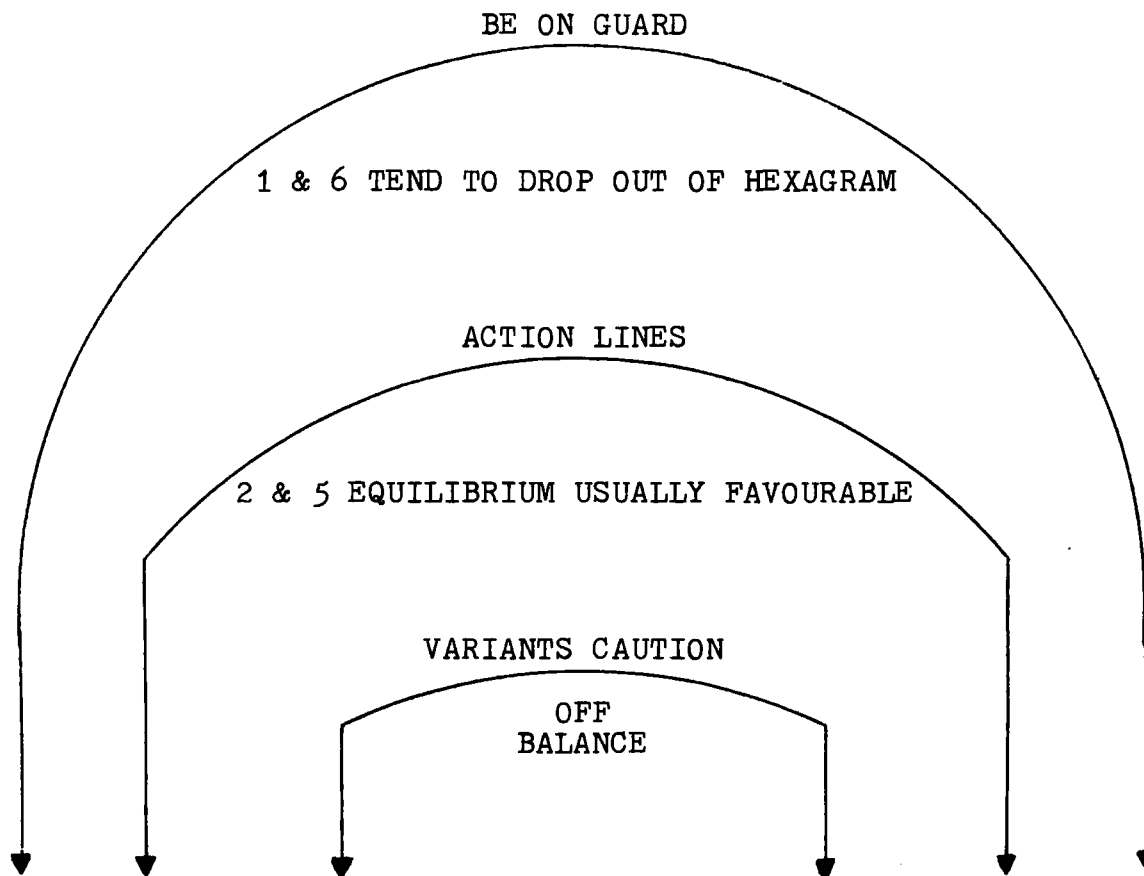 BE ON GUARD
1 & 6 TEND TO DROP OUT OF HEXAGRAM
ACTION LINES
2 & 5 EQUILIBRIUM USUALLY FAVOURABLE
VARIANTS CAUTION
OFF
BALANCE